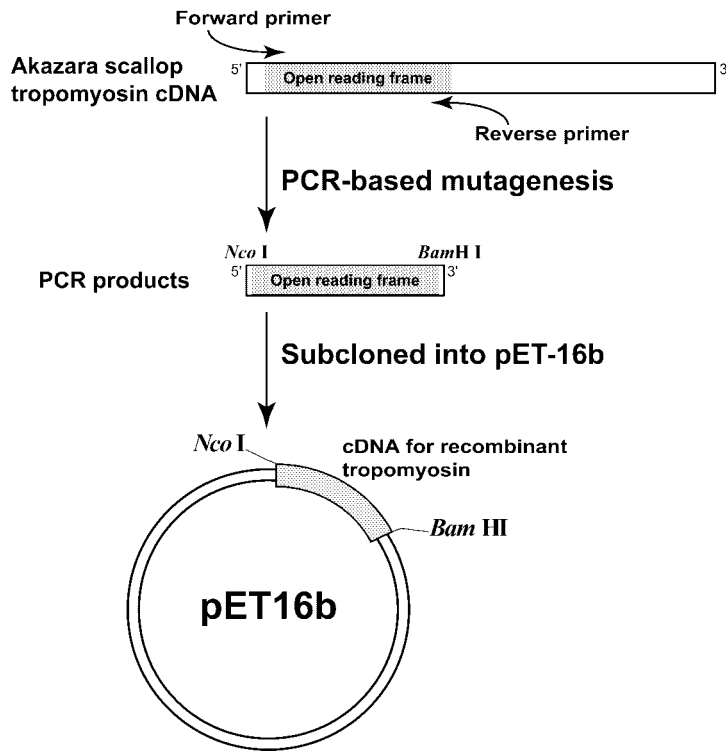 Forward primer
Akazara scallop
tropomyosin cDNA
5'
Open reading frame
3'
Reverse primer
PCR-based mutagenesis
Nco I
BamH I
PCR products
5'
Open reading frame
3'
Subcloned into pET-16b
Nco I
cDNA for recombinant
tropomyosin
Bam HI
pET16b